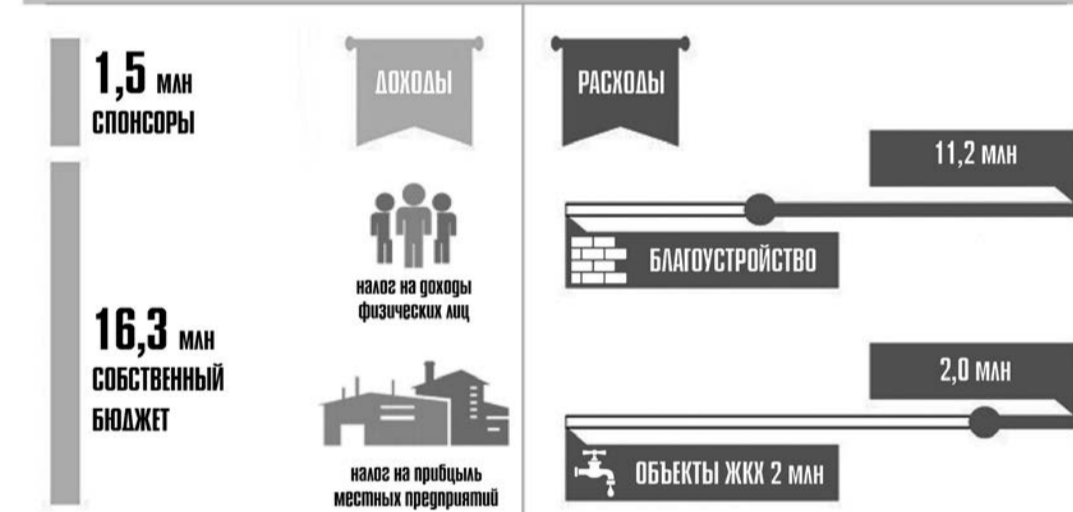 1,5 млн
СПОНСОРЫ
16,3 млн
СОБСТВЕННЫЙ
БЮДЖЕТ
ДОХОДЫ
налог на доходы
физических лиц
налог на прибцыль
местных предприятий
РАСХОДЫ
11,2 млн
БЛАГОУСТРОЙСТВО
2,0 млн
ОБЪЕКТЫ ЖКХ 2 млн